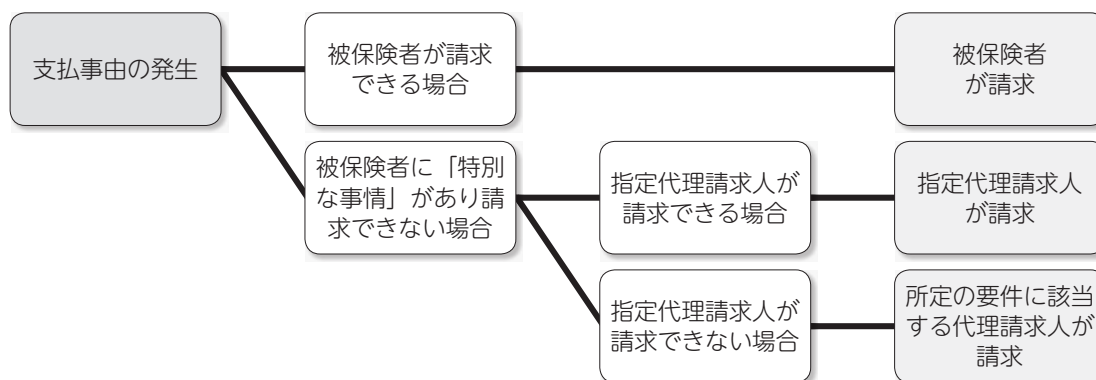 支払事由の発生
被保険者が請求
できる場合
被保険者
が請求
被保険者に「特別
な事情」があり請
求できない場合
指定代理請求人が
請求できる場合
指定代理請求人
が請求
指定代理請求人が
請求できない場合
所定の要件に該当
する代理請求人が
請求